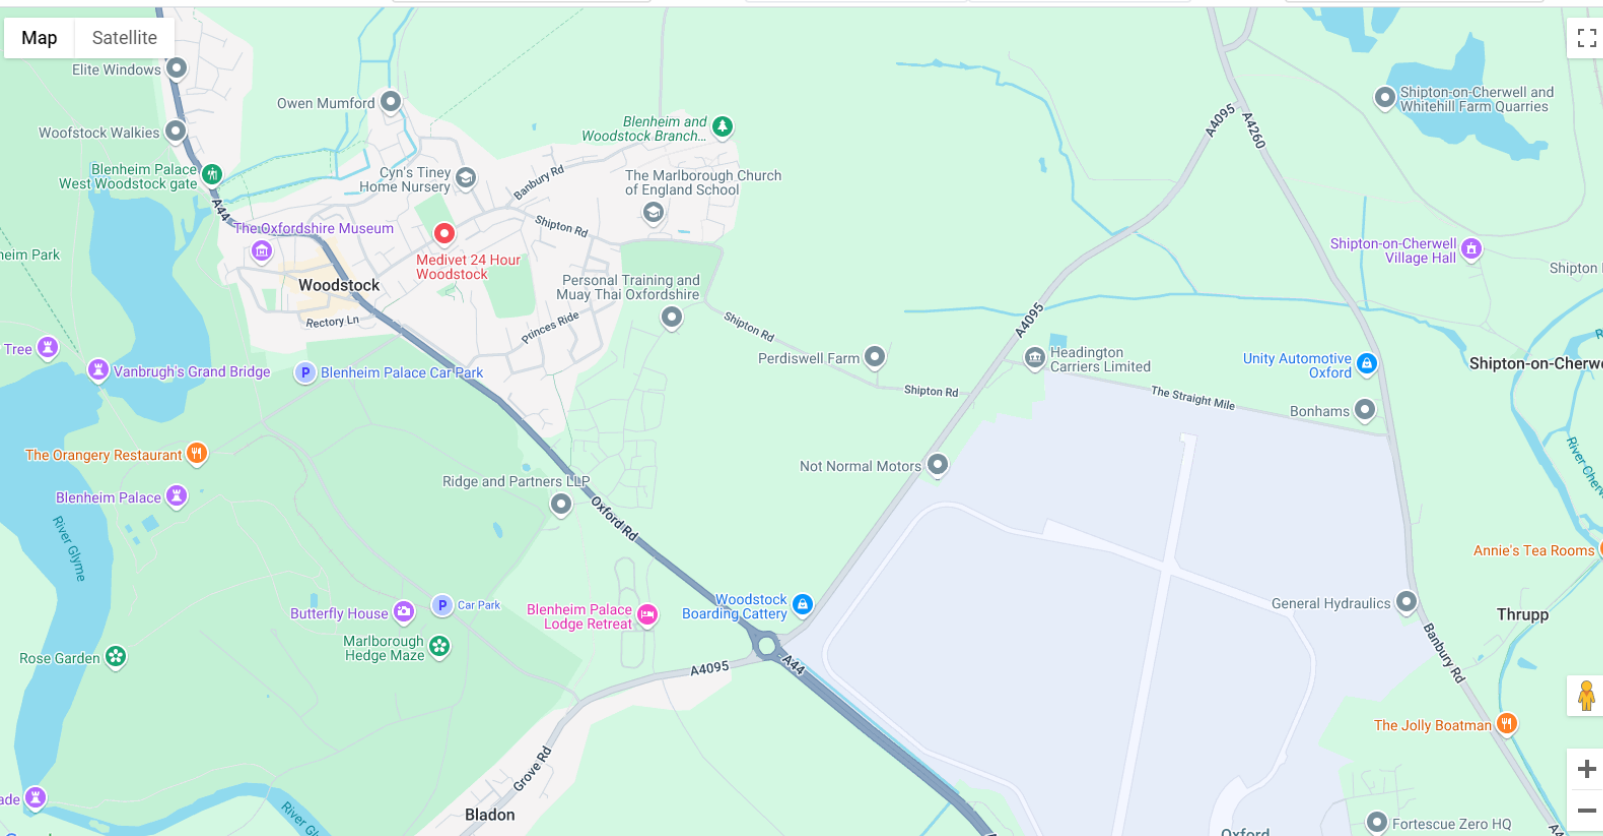 Map
Satellite
Elite Windows
Owen Mumford
Woofstock Walkies
Blenheim Palace
West Woodstock gate
A44
Cyn's Tiney
Home Nursery
Banbury Rd
Blenheim and
Woodstock Branch...
The Marlborough Church
of England School
Shipton Rd
A4095
A4260
Shipton-on-Cherwell and
Whitehill Farm Quarries
The Oxfordshire Museum
Medivet 24 Hour
Woodstock
heim Park
Woodstock
Rectory Ln
Princes Ride
Personal Training and
Muay Thai Oxfordshire
Shipton Rd
Shipton-on-Cherwell
Village Hall
Shipton
A4095
Tree
Vanbrugh's Grand Bridge
Blenheim Palace Car Park
Perdiswell Farm
Shipton Rd
Headington
Carriers Limited
The Straight Mile
Unity Automotive
Oxford
Bonhams
Shipton-on-Cherwe
River Cherw
The Orangery Restaurant
Blenheim Palace
River Glyme
Ridge and Partners LLP
Oxford Rd
Not Normal Motors
Annie's Tea Rooms
Butterfly House
Car Park
Marlborough
Hedge Maze
Rose Garden
Blenheim Palace
Lodge Retreat
Woodstock
Boarding Cattery
A4095
A44
General Hydraulics
Thrupp
Banbury Rd
The Jolly Boatman
Grove Rd
Bladon
ade
River Gly
Oxford
Fortescue Zero HQ